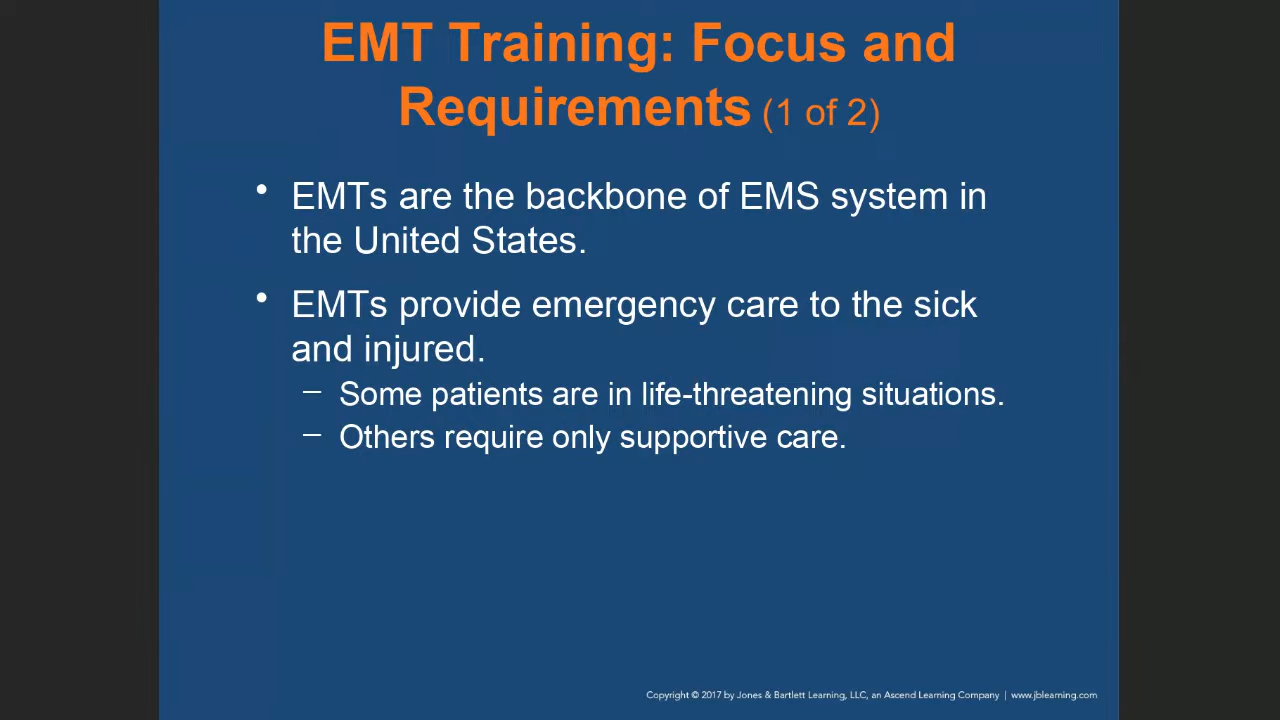 EMT Training: Focus and
Requirements (1 of 2)
• EMTs are the backbone of EMS system in
the United States.
• EMTs provide emergency care to the sick
and injured.
– Some patients are in life-threatening situations.
– Others require only supportive care.
Copyright © 2017 by Jones & Bartlett Learning, LLC, an Ascend Learning Company | www.jblearning.com